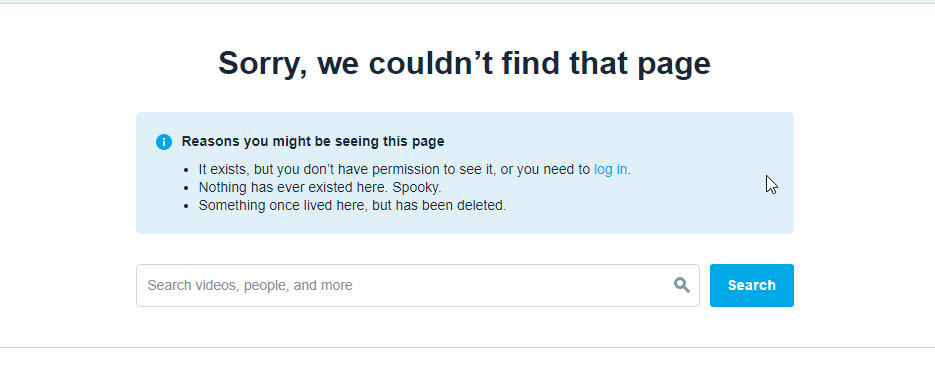 Sorry, we couldn’t find that page
Reasons you might be seeing this page
It exists, but you don’t have permission to see it, or you need to log in.
Nothing has ever existed here. Spooky.
Something once lived here, but has been deleted.
Search videos, people, and more
Search